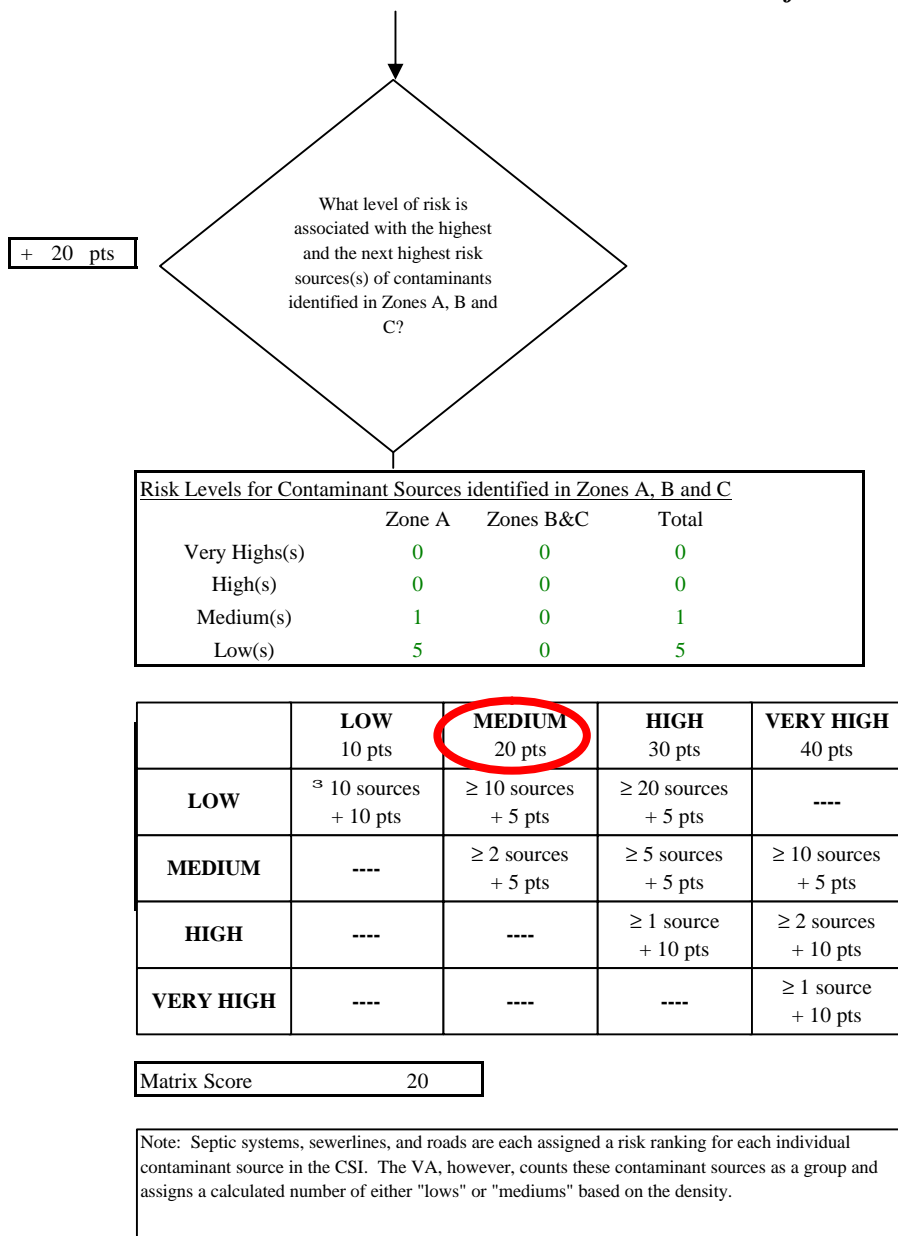 What level of risk is
associated with the highest
and the next highest risk
sources(s) of contaminants
identified in Zones A, B and
C?
+ 20 pts
Risk Levels for Contaminant Sources identified in Zones A, B and C
Zone A Zones B&C Total
Very Highs(s) 0 0 0
High(s) 0 0 0
Medium(s) 1 0 1
Low(s) 5 0 5
LOW MEDIUM HIGH VERY HIGH
10 pts 20 pts 30 pts 40 pts
LOW ³ 10 sources ≥ 10 sources ≥ 20 sources ----
+ 10 pts + 5 pts + 5 pts
MEDIUM ---- ≥ 2 sources ≥ 5 sources ≥ 10 sources
+ 5 pts + 5 pts + 5 pts
HIGH ---- ---- ≥ 1 source ≥ 2 sources
+ 10 pts + 10 pts
VERY HIGH ---- ---- ---- ≥ 1 source
+ 10 pts
Matrix Score 20
Note: Septic systems, sewerlines, and roads are each assigned a risk ranking for each individual
contaminant source in the CSI. The VA, however, counts these contaminant sources as a group and
assigns a calculated number of either "lows" or "mediums" based on the density.